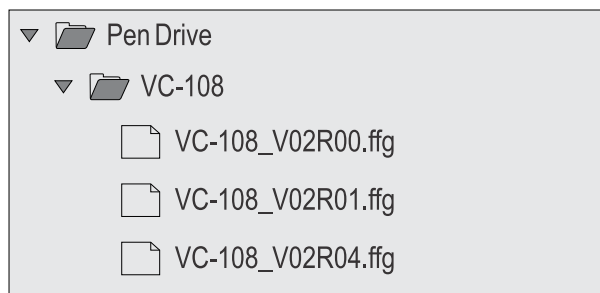 Pen Drive
VC-108
VC-108_V02R00.ffg
VC-108_V02R01.ffg
VC-108_V02R04.ffg